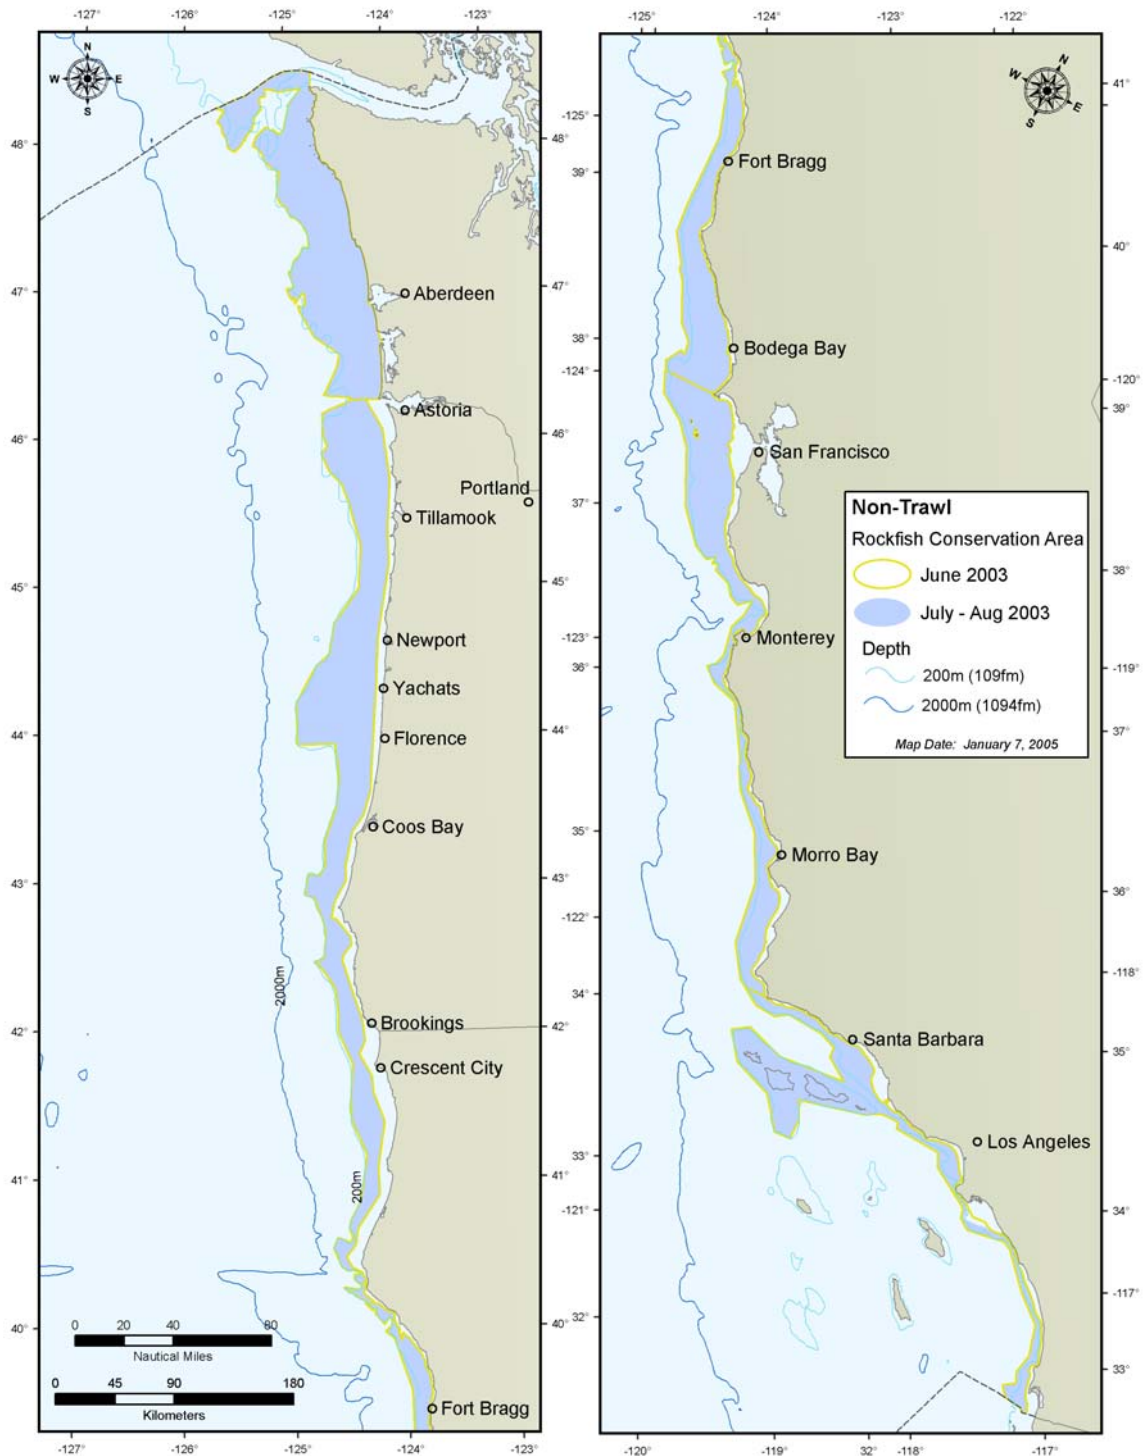 -127° -126° -125° -124° -123°
N
W E
S
48° 48°
47° 47°
Aberdeen
Astoria
46° 46°
Portland
Tillamook
45° 45°
Newport
Yachats
44° Florence 44°
Coos Bay
43° 43°
2000m
42° Brookings 42°
Crescent City
41° 41°
200m
40° 40°
0 20 40 80
Nautical Miles
0 45 90 180
Kilometers
Fort Bragg
-127° -126° -125° -124° -123°
-125° -124° -123° -122°
N
W
E
S
41°
-125°
Fort Bragg
39°
40°
38°
Bodega Bay
-124°
-120°
39°
San Francisco
37°
Non-Trawl
Rockfish Conservation Area
June 2003
July - Aug 2003
Depth
200m (109fm)
2000m (1094fm)
Map Date: January 7, 2005
38°
-123° Monterey
36° -119°
37°
35°
Morro Bay
36°
-122°
-118°
34°
Santa Barbara
35°
Los Angeles
33°
-121° 34°
-117°
32°
33°
-120° -119° 32° -118° -117°